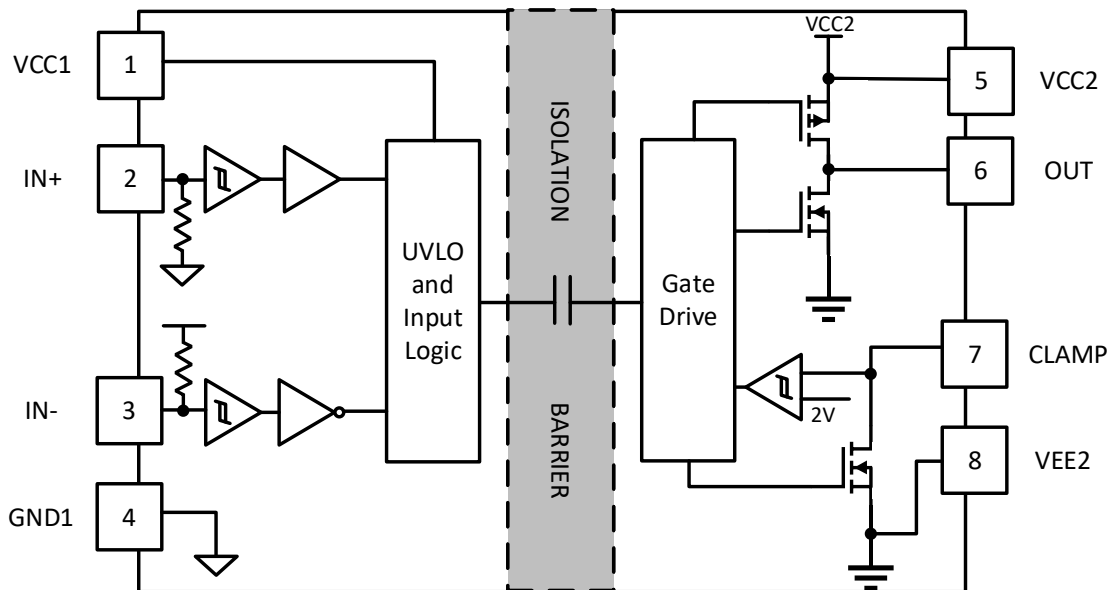 VCC2
VCC1
1
5
VCC2
IN+
2
6
OUT
ISOLATION
UVLO
and
Input
Logic
Gate
Drive
7
CLAMP
2V
IN-
3
BARRIER
8
VEE2
GND1
4